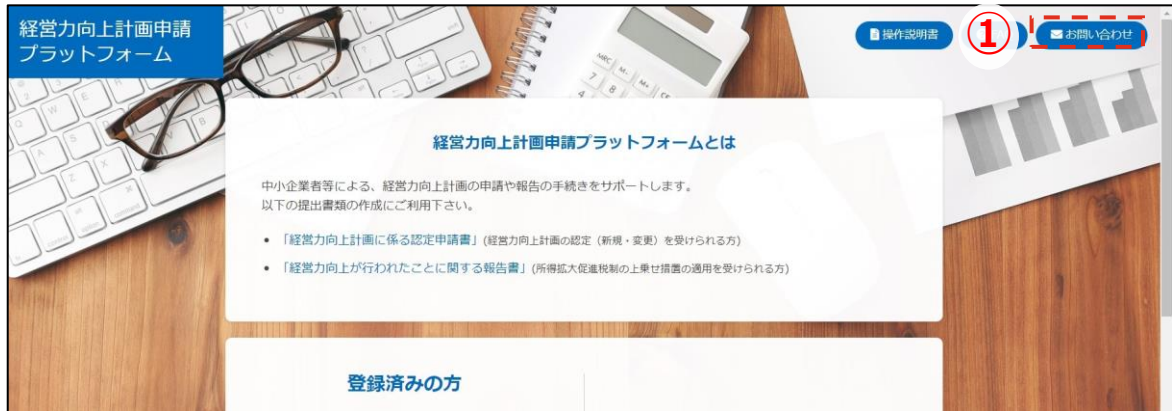 経営力向上計画申請
プラットフォーム
操作説明書
①
お問い合わせ
経営力向上計画申請プラットフォームとは
中小企業者等による、経営力向上計画の申請や報告の手続きをサポートします。
以下の提出書類の作成にご利用下さい。
• 「経営力向上計画に係る認定申請書」(経営力向上計画の認定（新規・変更）を受けられる方)
• 「経営力向上が行われたことに関する報告書」(所得拡大促進税制の上乗せ措置の適用を受けられる方)
登録済みの方